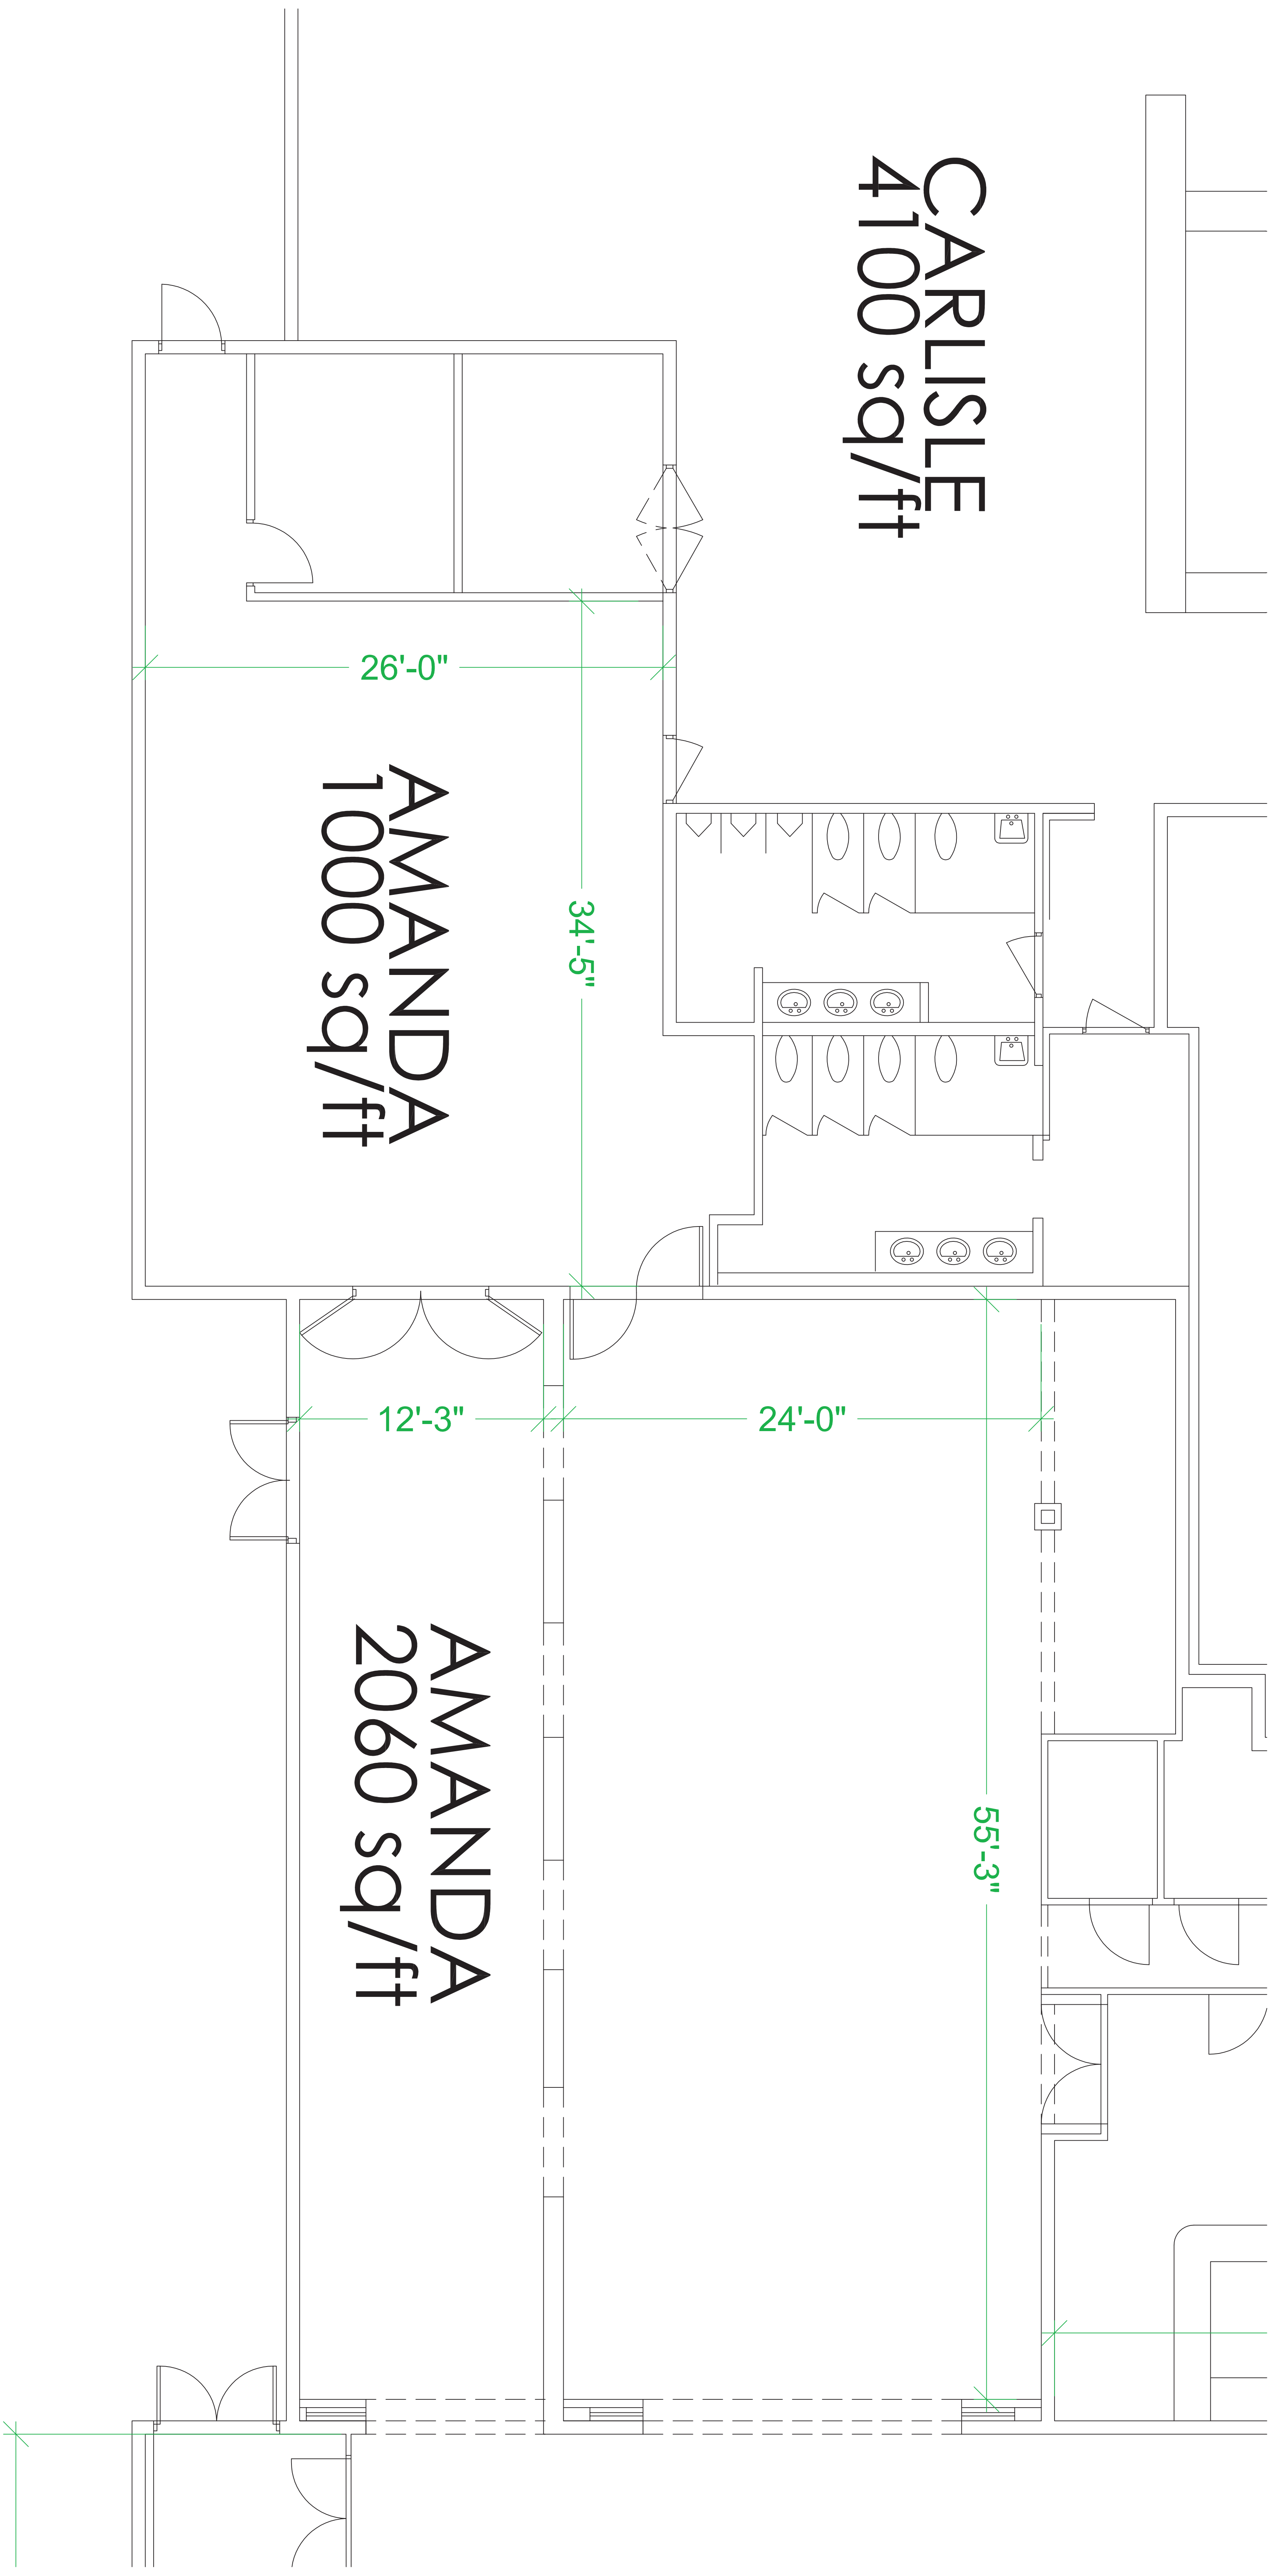 CARLISLE
4100 sq/ft
26'-0"
34'-5"
AMANDA
1000 sq/ft
12'-3"
24'-0"
AMANDA
2060 sq/ft
55'-3"